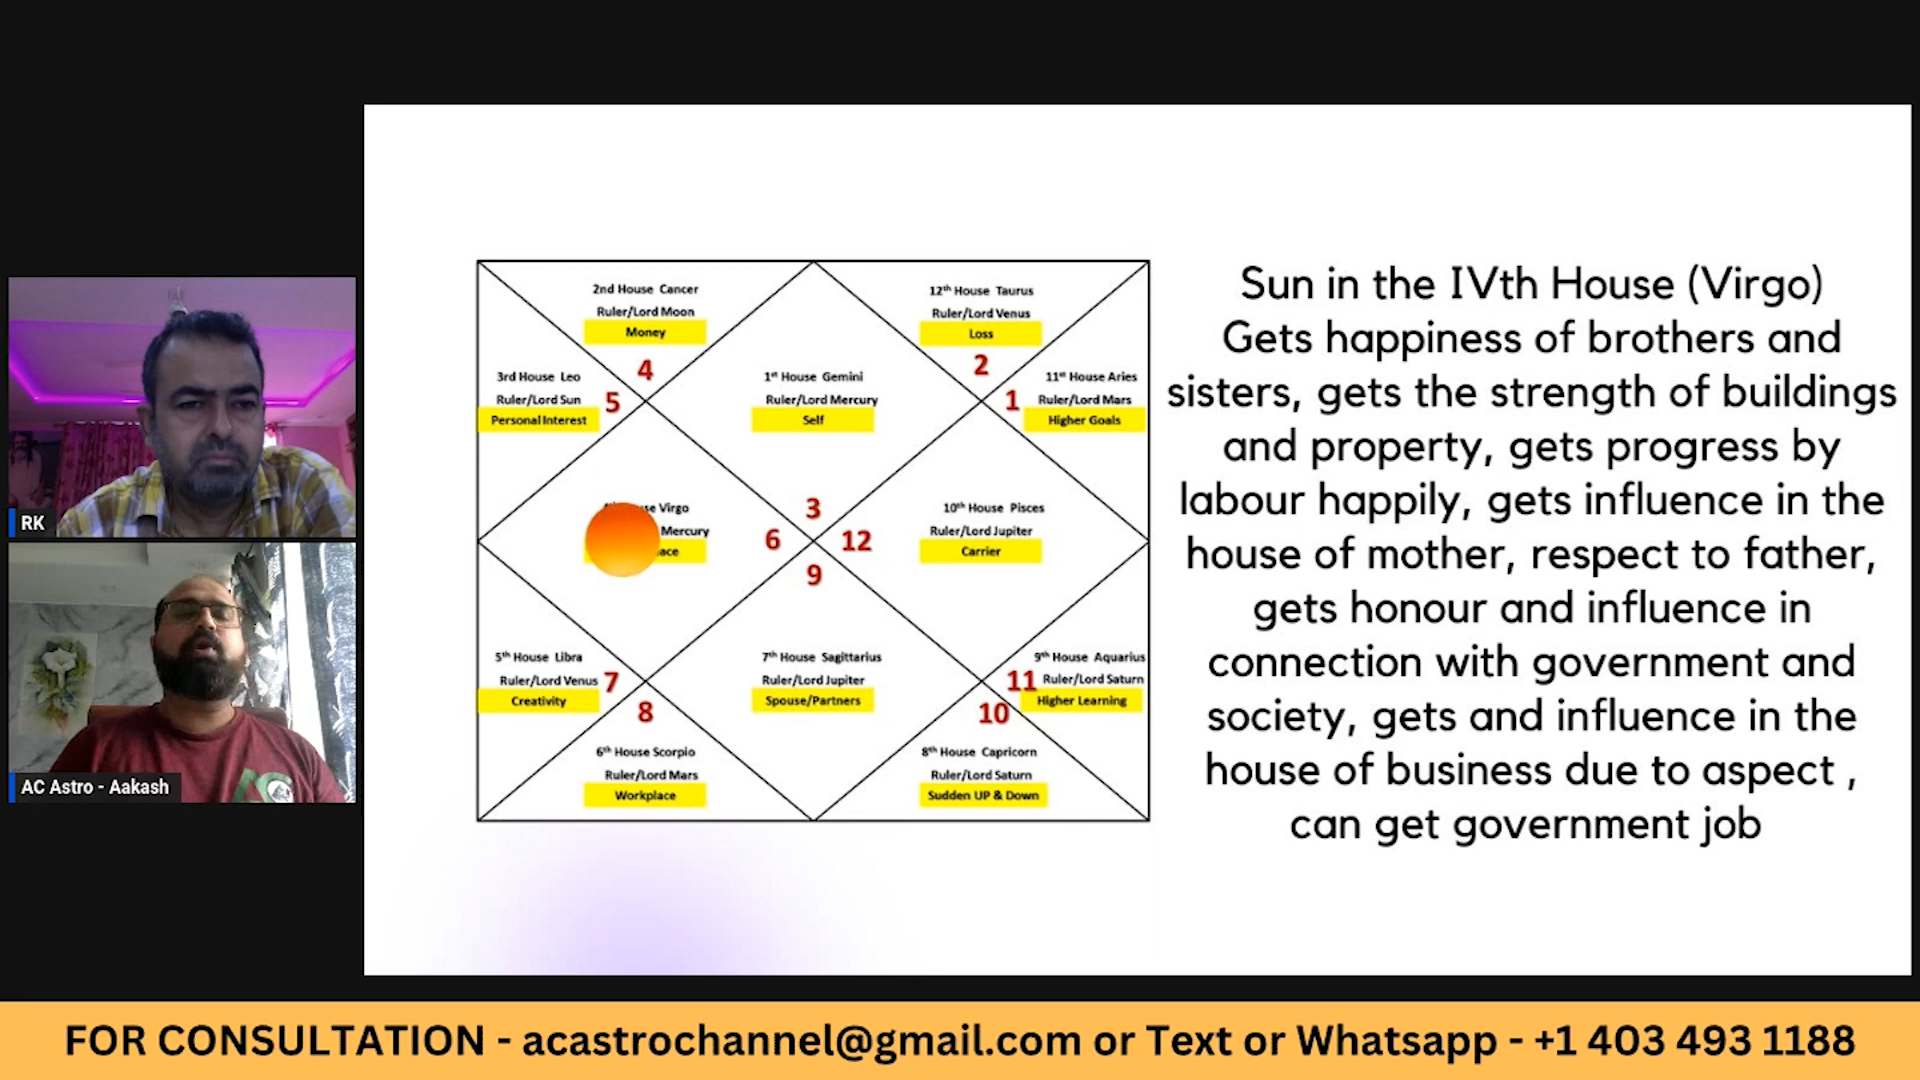 RK
AC Astro - Aakash
2nd House Cancer
Ruler/Lord Moon
Money
4
12th House Taurus
Ruler/Lord Venus
Loss
2
3rd House Leo
Ruler/Lord Sun
Personal Interest
5
1st House Gemini
Ruler/Lord Mercury
Self
1
11st House Aries
Ruler/Lord Mars
Higher Goals
Virgo
Mercury
3
6
12
9
10th House Pisces
Ruler/Lord Jupiter
Carrier
5th House Libra
Ruler/Lord Venus
Creativity
7
8
6th House Scorpio
Ruler/Lord Mars
Workplace
7th House Sagittarius
Ruler/Lord Jupiter
Spouse/Partners
9th House Aquarius
Ruler/Lord Saturn
Higher Learning
11
10
8th House Capricorn
Ruler/Lord Saturn
Sudden UP & Down
Sun in the IVth House (Virgo)
Gets happiness of brothers and
sisters, gets the strength of buildings
and property, gets progress by
labour happily, gets influence in the
house of mother, respect to father,
gets honour and influence in
connection with government and
society, gets and influence in the
house of business due to aspect ,
can get government job
FOR CONSULTATION - acastrochannel@gmail.com or Text or Whatsapp - +1 403 493 1188